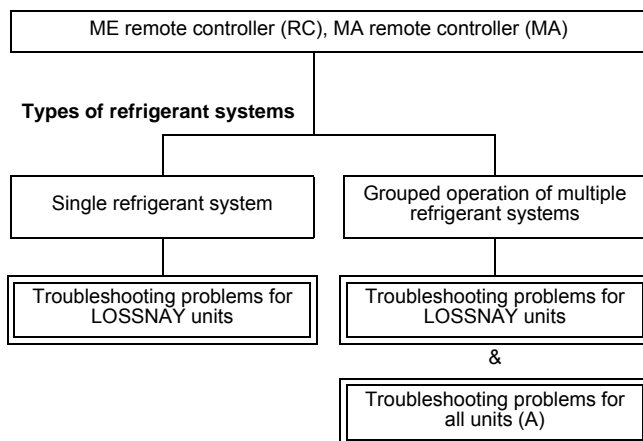 ME remote controller (RC), MA remote controller (MA)
Types of refrigerant systems
Single refrigerant system
Grouped operation of multiple
refrigerant systems
Troubleshooting problems for
LOSSNAY units
Troubleshooting problems for
LOSSNAY units
&
Troubleshooting problems for
all units (A)